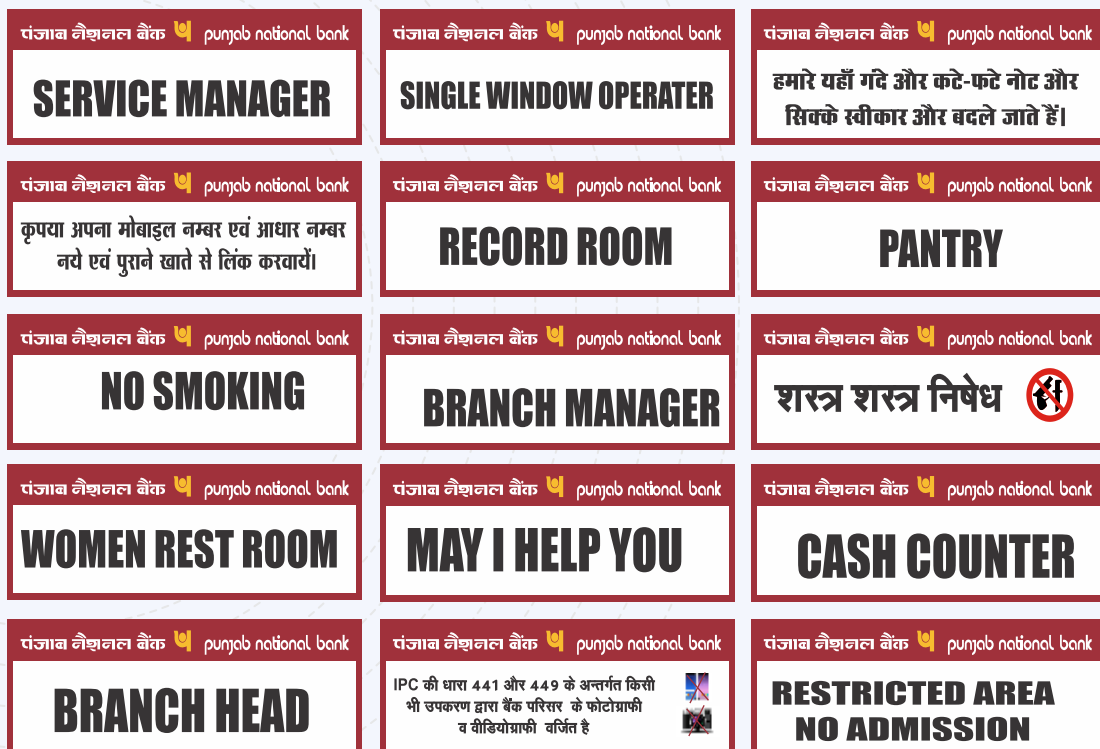 पंजाब नैशनल बैंक punjab national bank
SERVICE MANAGER
पंजाब नैशनल बैंक punjab national bank
SINGLE WINDOW OPERATER
पंजाब नैशनल बैंक punjab national bank
हमारे यहाँ गंदे और कटे-फटे नोट और
सिक्के स्वीकार और बदले जाते हैं।
पंजाब नैशनल बैंक punjab national bank
कृपया अपना मोबाइल नम्बर एवं आधार नम्बर
नये एवं पुराने खाते से लिंक करवायें।
पंजाब नैशनल बैंक punjab national bank
RECORD ROOM
पंजाब नैशनल बैंक punjab national bank
PANTRY
पंजाब नैशनल बैंक punjab national bank
NO SMOKING
पंजाब नैशनल बैंक punjab national bank
BRANCH MANAGER
पंजाब नैशनल बैंक punjab national bank
शस्त्र शस्त्र निषेध
पंजाब नैशनल बैंक punjab national bank
WOMEN REST ROOM
पंजाब नैशनल बैंक punjab national bank
MAY I HELP YOU
पंजाब नैशनल बैंक punjab national bank
CASH COUNTER
पंजाब नैशनल बैंक punjab national bank
BRANCH HEAD
पंजाब नैशनल बैंक punjab national bank
IPC की धारा 441 और 449 के अन्तर्गत किसी
भी उपकरण द्वारा बैंक परिसर के फोटोग्राफी
व वीडियोग्राफी वर्जित है
पंजाब नैशनल बैंक punjab national bank
RESTRICTED AREA
NO ADMISSION